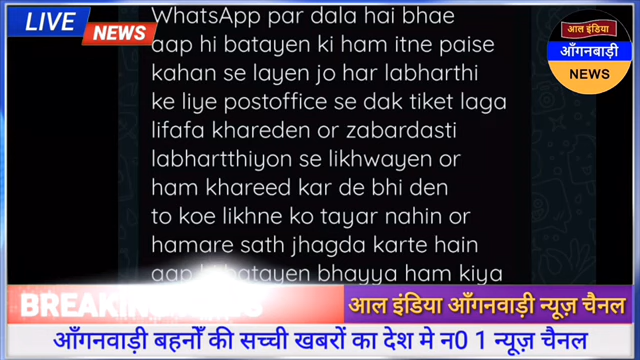 LIVE
NEWS
WhatsApp par dala hai bhae
aap hi batayen ki ham itne paise
kahan se layen jo har labharthi
ke liye postoffice se dak tiket laga
lifafa khareden or zabardasti
labhartthiyon se likhwayen or
ham khareed kar de bhi den
to koe likhne ko tayar nahin or
hamare sath jhagda karte hain
aap batayen bhayya ham kiya
आल इंडिया
आँगनबाड़ी
NEWS
BREAKING
आल इंडिया आँगनवाड़ी न्यूज़ चैनल
आँगनवाड़ी बहनोँ की सच्ची खबरों का देश मे न0 1 न्यूज़ चैनल